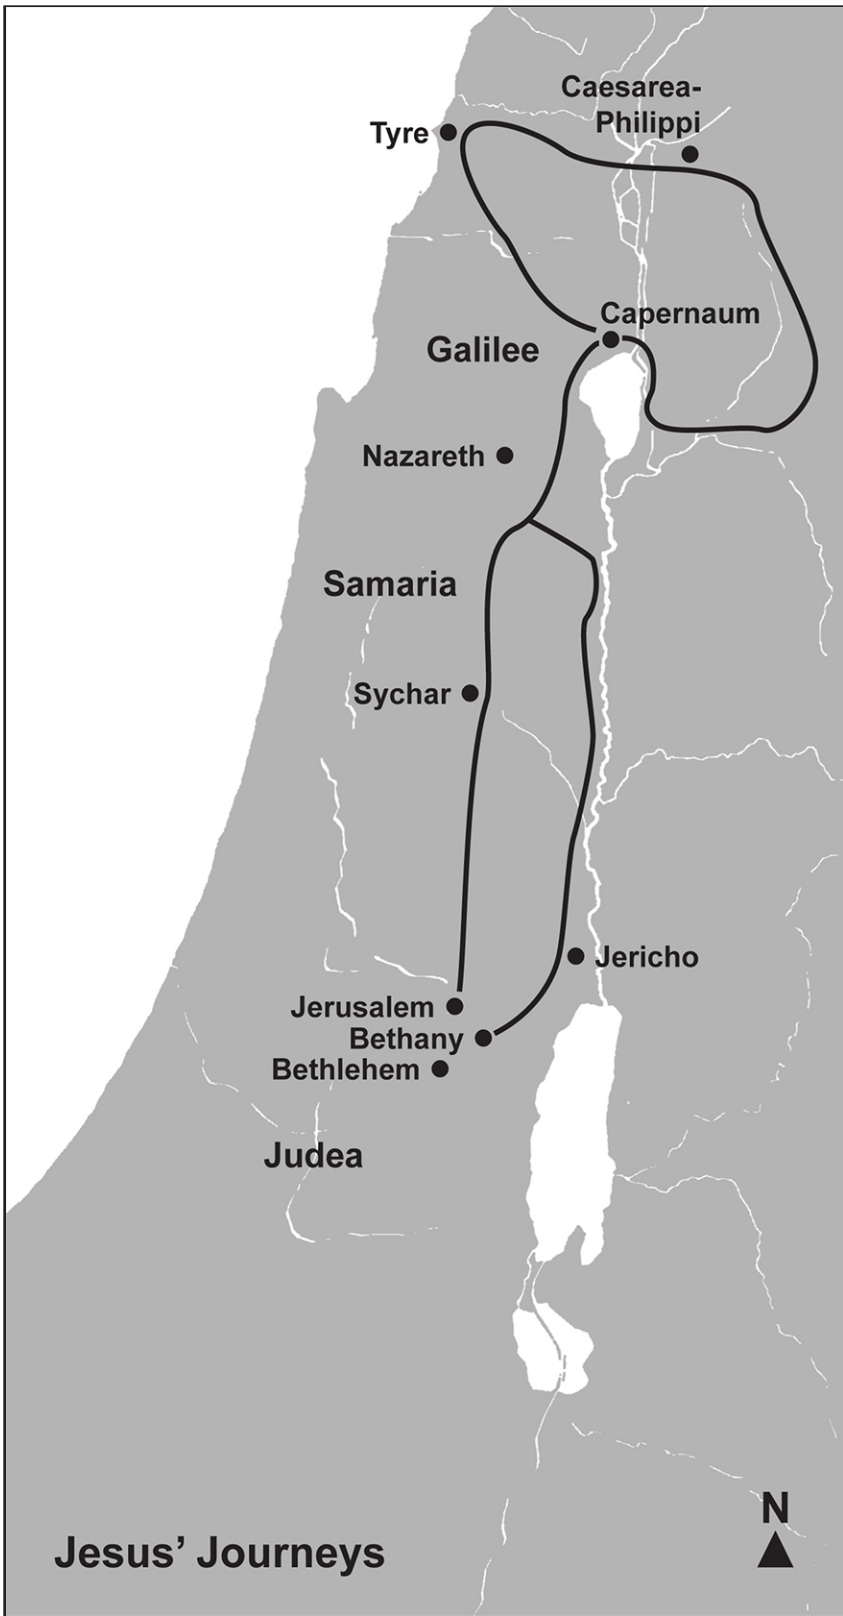 Caesarea-
Philippi
Tyre
Capernaum
Galilee
Nazareth
Samaria
Sychar
Jericho
Jerusalem
Bethany
Bethlehem
Judea
N
Jesus’ Journeys